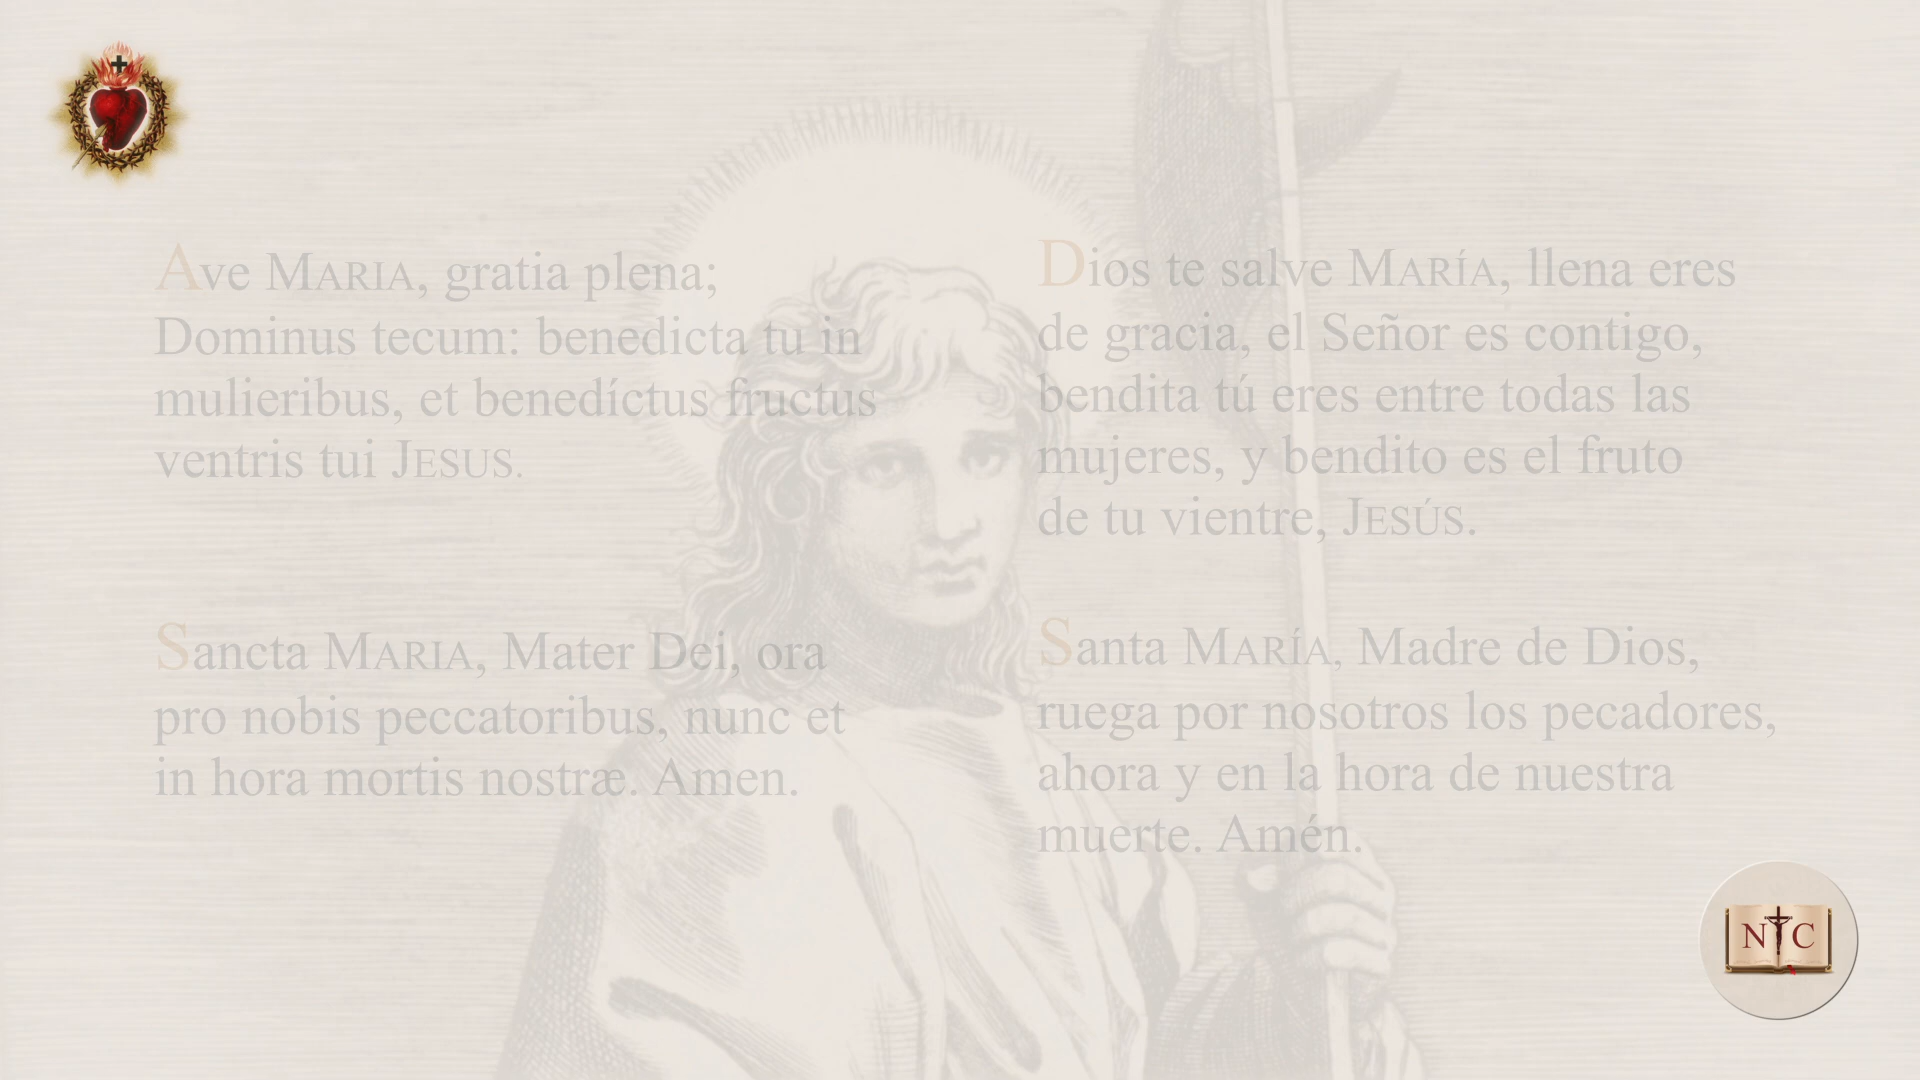 Ave MARIA, gratia plena;
Dominus tecum: benedicta tu in
mulieribus, et benedíctus fructus
ventris tui JESUS.
Sancta MARIA, Mater Dei, ora
pro nobis peccatoribus, nunc et
in hora mortis nostræ. Amen.
Dios te salve MARÍA, llena eres
de gracia, el Señor es contigo,
bendita tú eres entre todas las
mujeres, y bendito es el fruto
de tu vientre, JESÚS.
Santa MARÍA, Madre de Dios,
ruega por nosotros los pecadores,
ahora y en la hora de nuestra
muerte. Amén.
N C